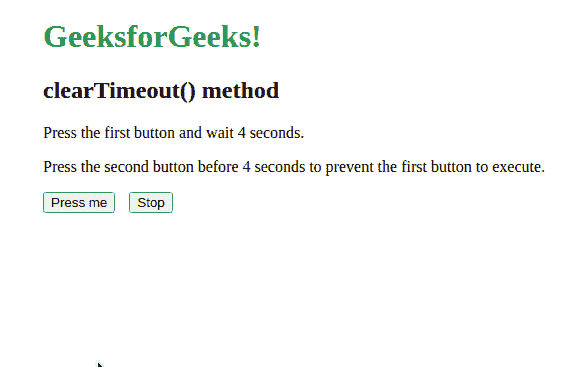 GeeksforGeeks!
clearTimeout() method
Press the first button and wait 4 seconds.
Press the second button before 4 seconds to prevent the first button to execute.
Press me Stop